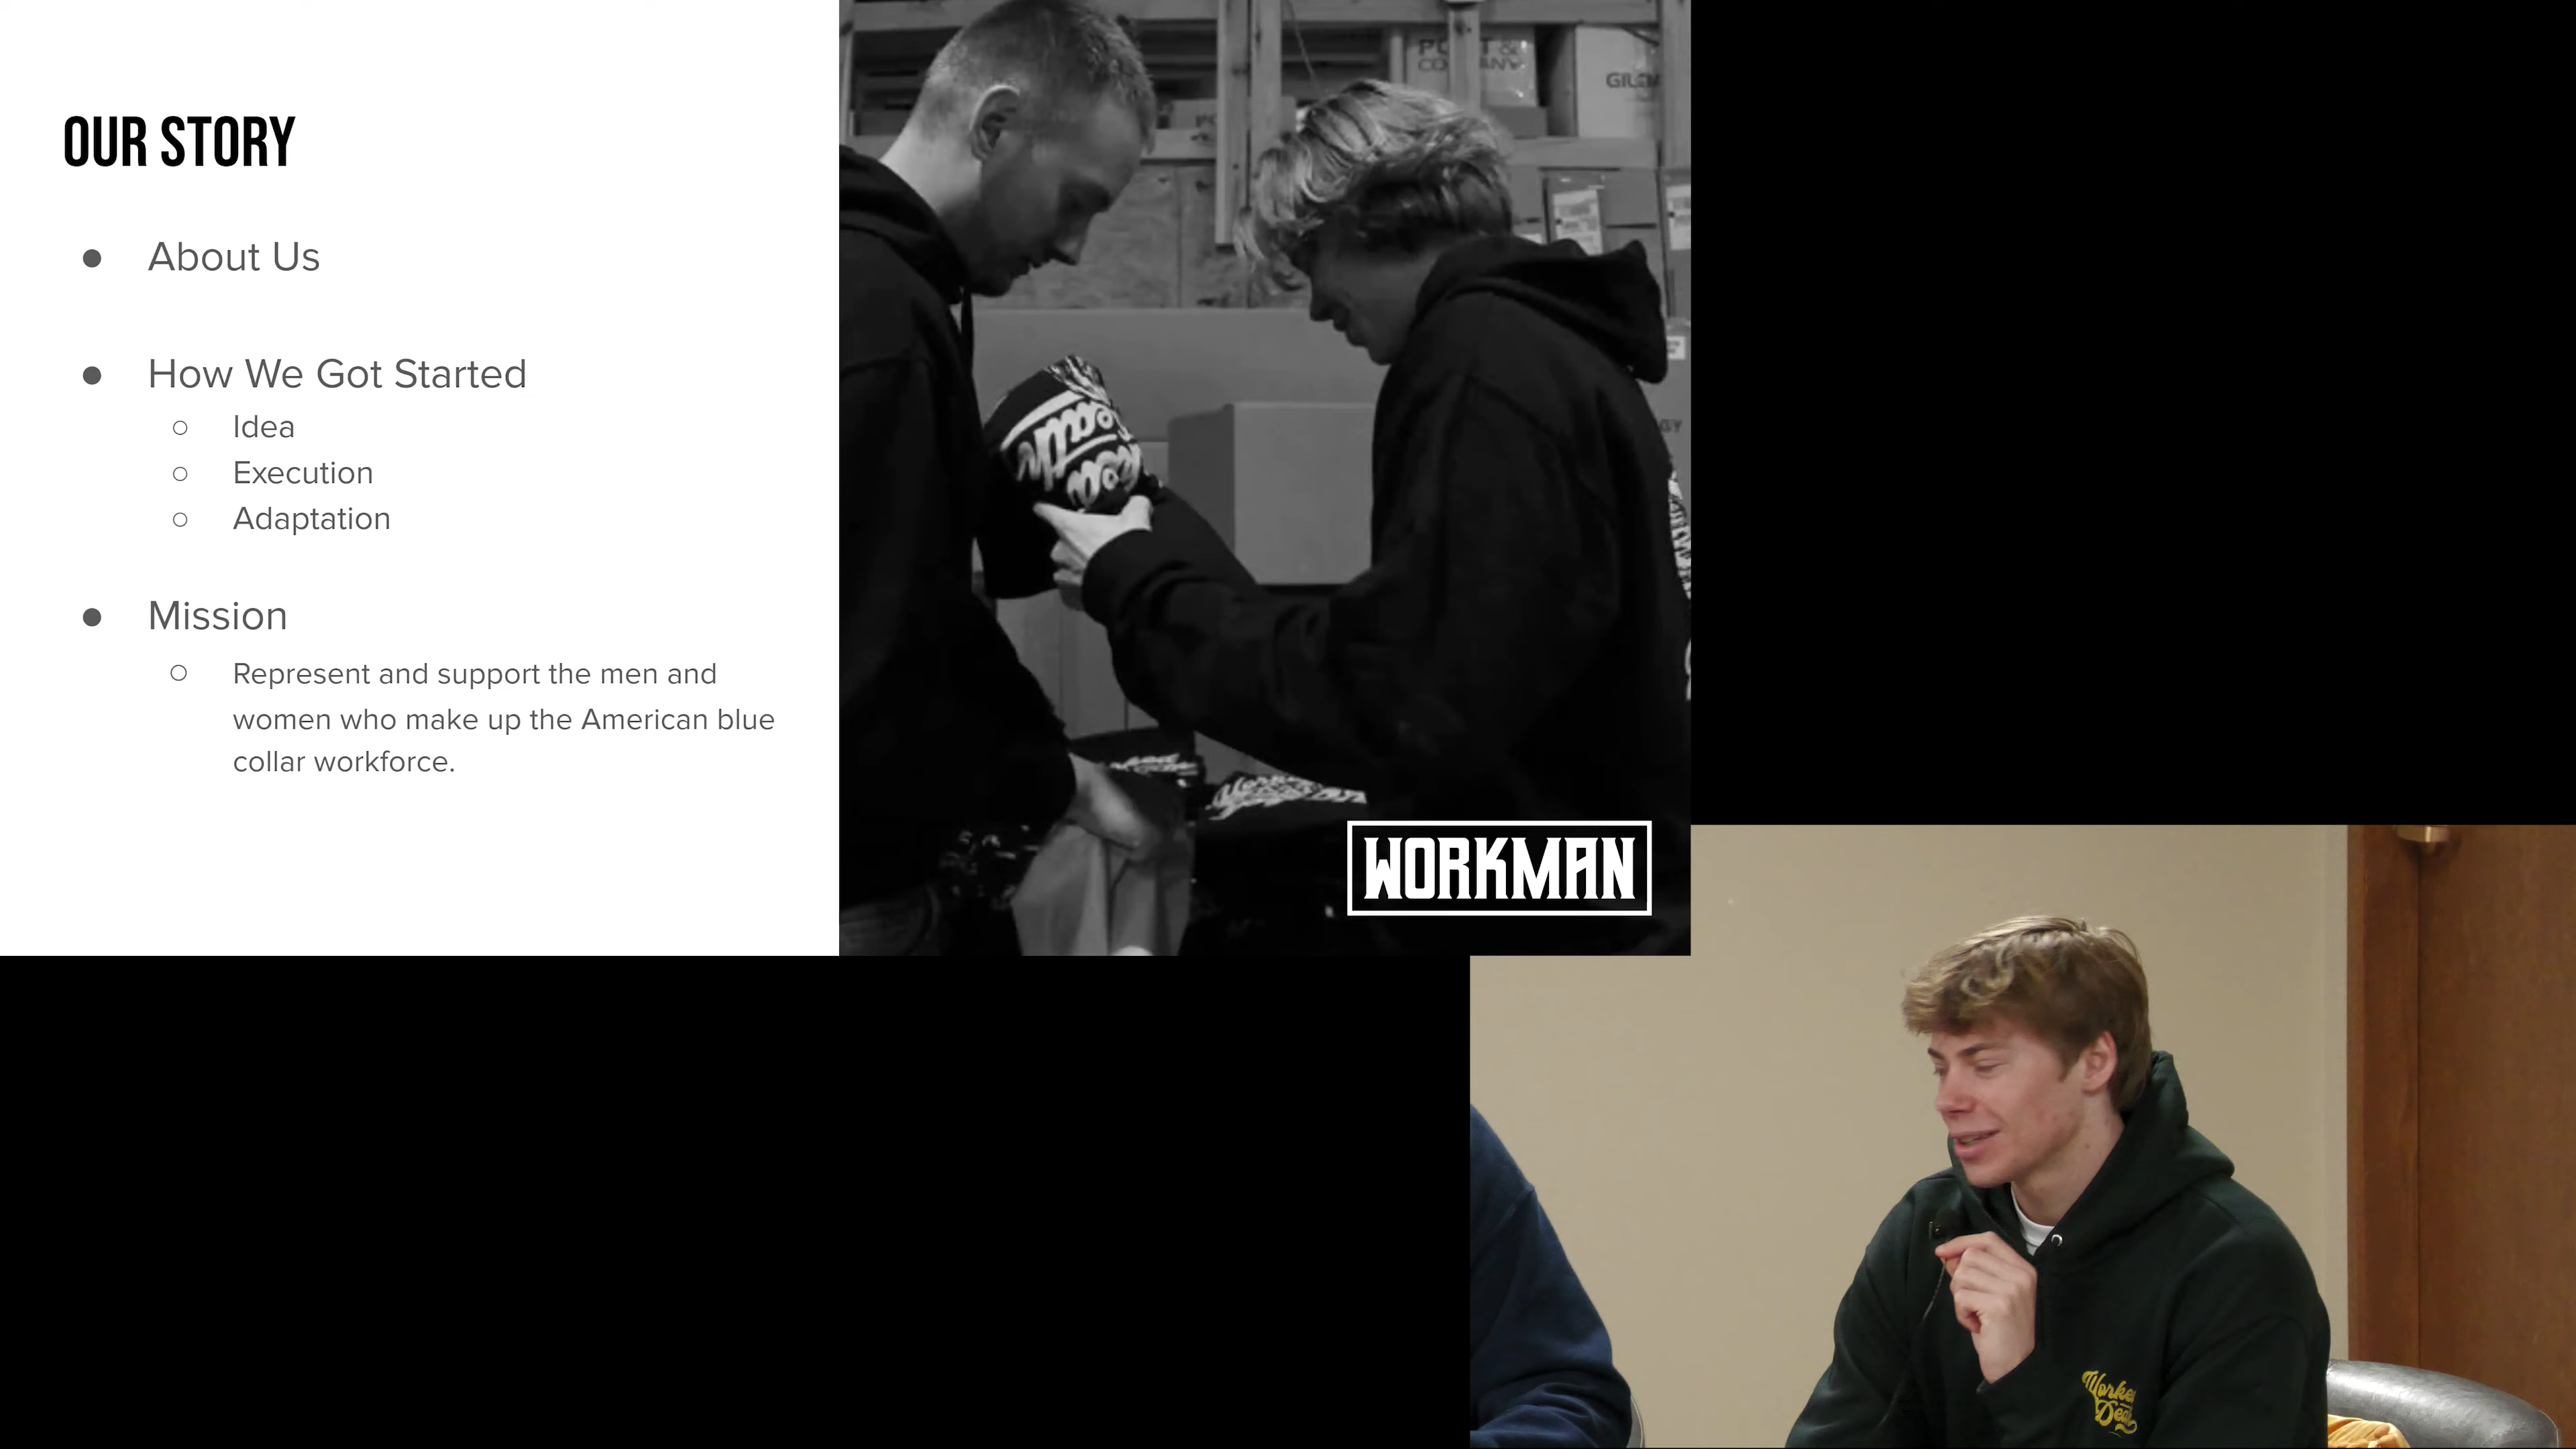 OUR STORY
● About Us
● How We Got Started
○ Idea
○ Execution
○ Adaptation
● Mission
○ Represent and support the men and
women who make up the American blue
collar workforce.
WORKMAN